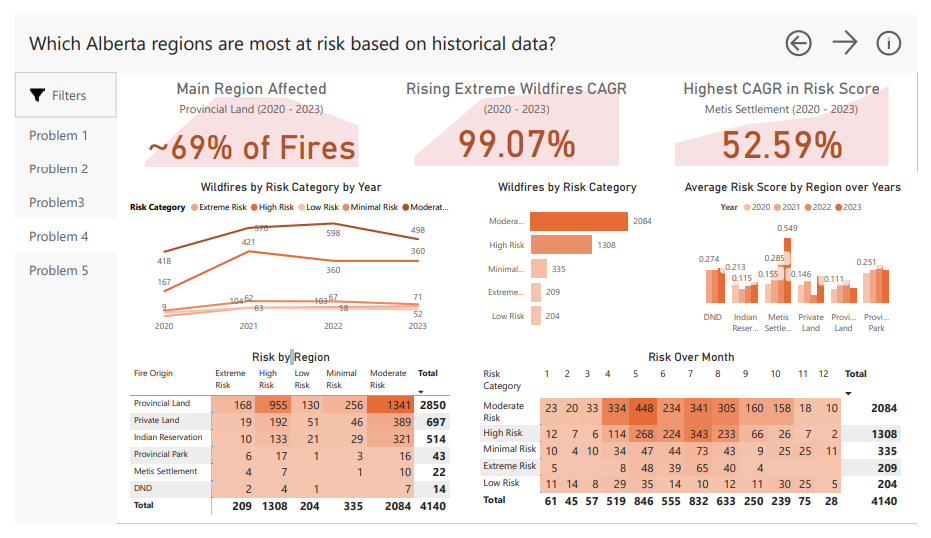 Which Alberta regions are most at risk based on historical data?
Filters
Problem 1
Problem 2
Problem3
Problem 4
Problem 5
Main Region Affected
Provincial Land (2020 - 2023)
~69% of Fires
Rising Extreme Wildfires CAGR
(2020 - 2023)
99.07%
Highest CAGR in Risk Score
Metis Settlement (2020 - 2023)
52.59%
Wildfires by Risk Category by Year
Risk Category Extreme Risk High Risk Low Risk Minimal Risk Moderat...
418
576
598
498
167
421
360
360
9
104
62
63
103
67
58
71
52
2020 2021 2022 2023
Wildfires by Risk Category
Modera... 2084
High Risk 1308
Minimal... 335
Extreme... 209
Low Risk 204
Average Risk Score by Region over Years
Year 2020 2021 2022 2023
0.274
0.213
0.115
0.155
0.285
0.549
0.146
0.111
0.251
DND
Indian Reser...
Metis Settle...
Private Land
Provi... Land
Provi... Park
Risk by Region
Fire Origin Extreme Risk High Risk Low Risk Minimal Risk Moderate Risk Total
Provincial Land 168 955 130 256 1341 2850
Private Land 19 192 51 46 389 697
Indian Reservation 10 133 21 29 321 514
Provincial Park 6 17 1 3 16 43
Metis Settlement 4 7 1 10 22
DND 2 4 1 7 14
Total 209 1308 204 335 2084 4140
Risk Over Month
Risk Category 1 2 3 4 5 6 7 8 9 10 11 12 Total
Moderate Risk 23 20 33 334 448 234 341 305 160 158 18 10 2084
High Risk 12 7 6 114 268 224 343 233 66 26 7 2 1308
Minimal Risk 10 4 10 34 47 44 73 43 9 25 25 11 335
Extreme Risk 5 8 48 39 65 40 4 209
Low Risk 11 14 8 29 35 14 10 12 11 30 25 5 204
Total 61 45 57 519 846 555 832 633 250 239 75 28 4140